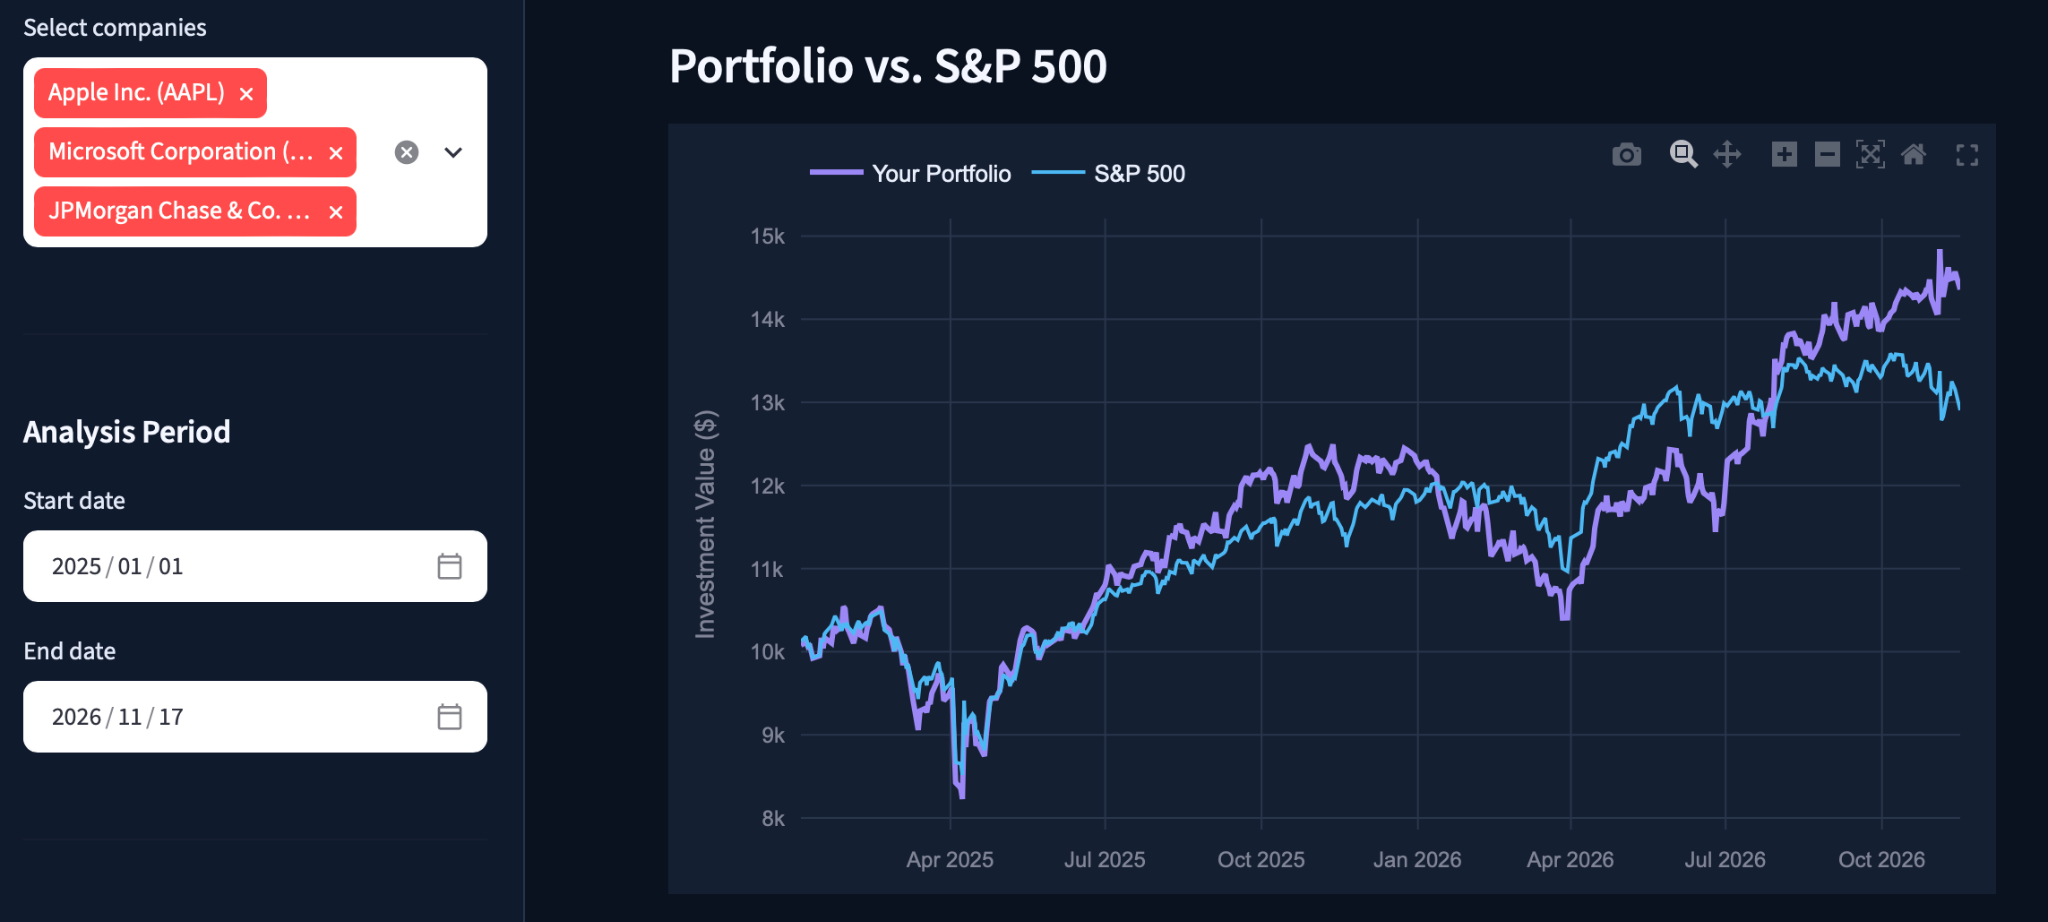 Select companies
Apple Inc. (AAPL) ×
Microsoft Corporation (... ×
JPMorgan Chase & Co. ... ×
Analysis Period
Start date
2025/01/01
End date
2026/11/17
Portfolio vs. S&P 500
Your Portfolio
S&P 500
Investment Value ($)
15k
14k
13k
12k
11k
10k
9k
8k
Apr 2025
Jul 2025
Oct 2025
Jan 2026
Apr 2026
Jul 2026
Oct 2026